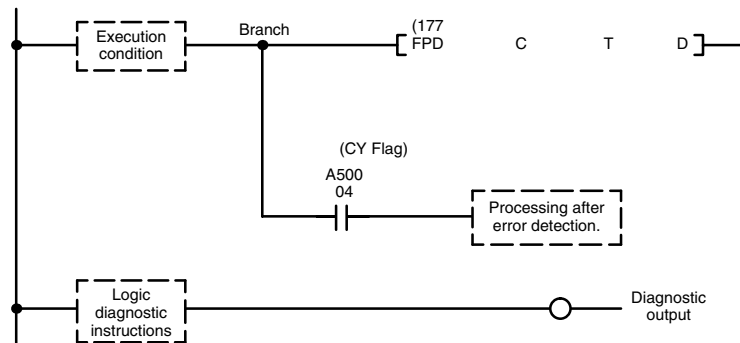 Execution
condition
Branch
(177
FPD C T D
(CY Flag)
A500
04
Processing after
error detection.
Logic
diagnostic
instructions
Diagnostic
output